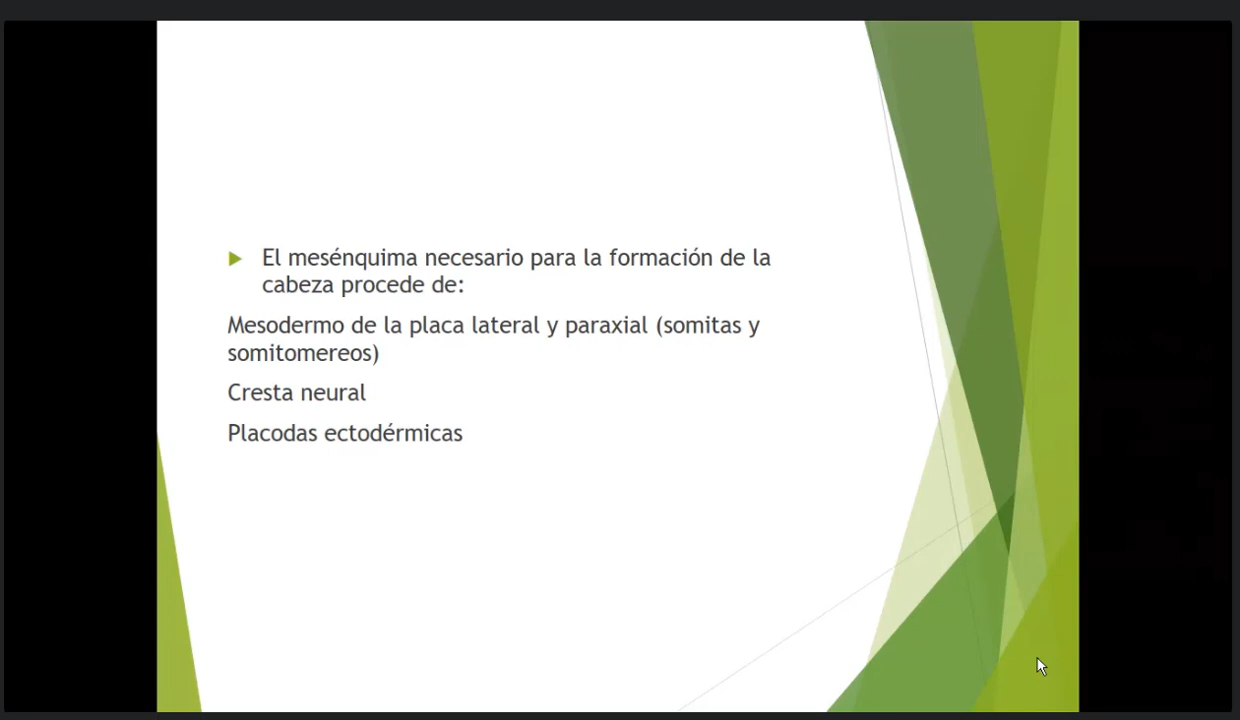 El mesénquima necesario para la formación de la
cabeza procede de:
Mesodermo de la placa lateral y paraxial (somitas y
somitomereos)
Cresta neural
Placodas ectodérmicas